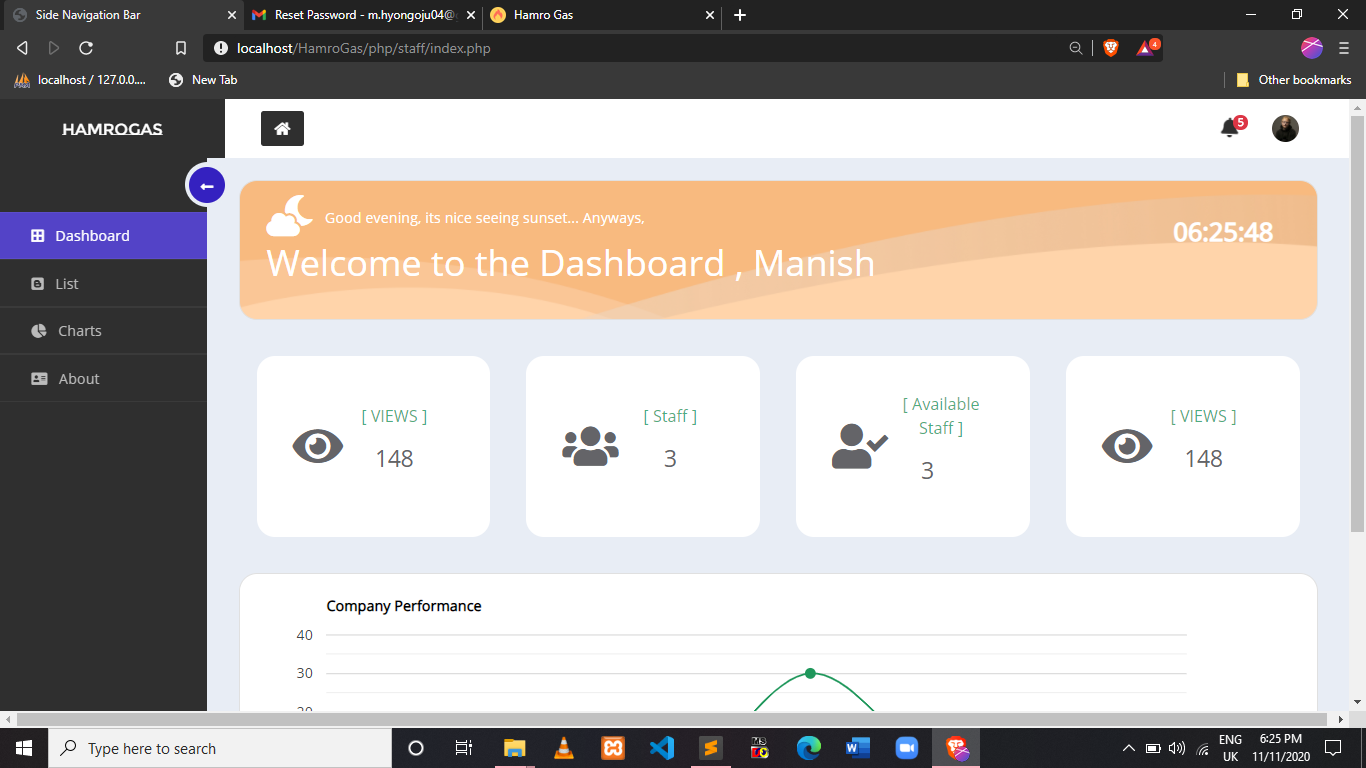 Side Navigation Bar
Reset Password - m.hyongoju04@
Hamro Gas
localhost/HamroGas/php/staff/index.php
4
localhost / 127.0.0....
New Tab
Other bookmarks
HAMROGAS
5
Good evening, its nice seeing sunset... Anyways,
06:25:48
Welcome to the Dashboard , Manish
Dashboard
List
Charts
About
[ VIEWS ]
148
[ Staff ]
3
[ Available
Staff ]
3
[ VIEWS ]
148
Company Performance
40
30
20
Type here to search
ENG
UK
6:25 PM
11/11/2020